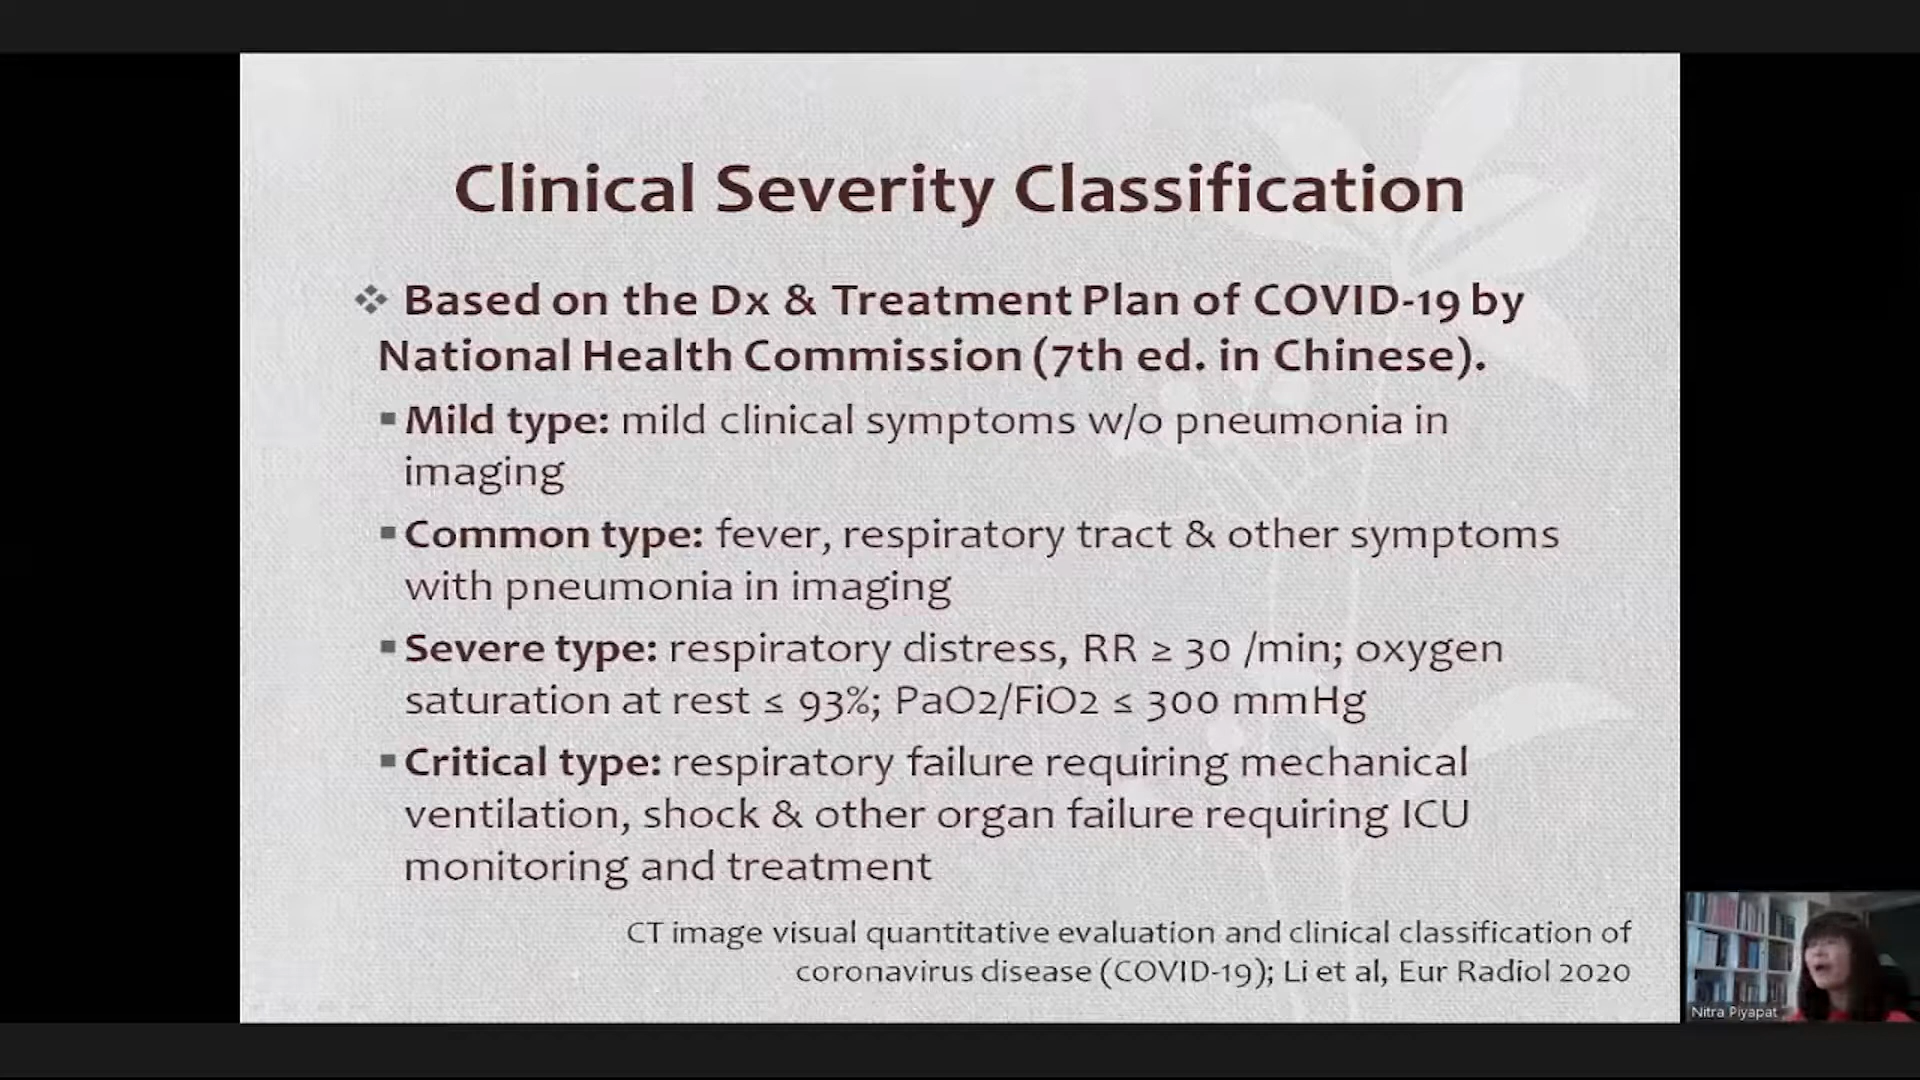 Clinical Severity Classification
Based on the Dx & Treatment Plan of COVID-19 by
National Health Commission (7th ed. in Chinese).
Mild type: mild clinical symptoms w/o pneumonia in
imaging
Common type: fever, respiratory tract & other symptoms
with pneumonia in imaging
Severe type: respiratory distress, RR ≥ 30 /min; oxygen
saturation at rest ≤ 93%; PaO2/FiO2 ≤ 300 mmHg
Critical type: respiratory failure requiring mechanical
ventilation, shock & other organ failure requiring ICU
monitoring and treatment
CT image visual quantitative evaluation and clinical classification of
coronavirus disease (COVID-19); Li et al, Eur Radiol 2020
Nitra Piyapat